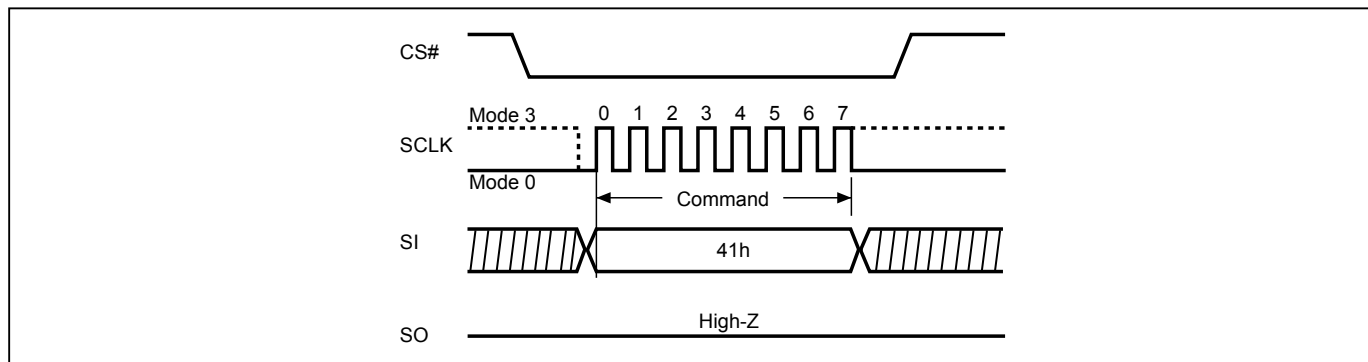 CS#
Mode 3
0 1 2 3 4 5 6 7
SCLK
Mode 0
Command
SI
41h
High-Z
SO